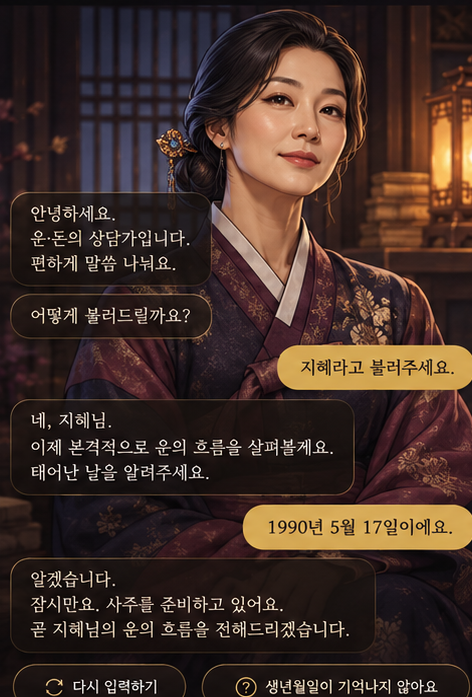 안녕하세요.
운·돈의 상담가입니다.
편하게 말씀 나눠요.
어떻게 불러드릴까요?
지혜라고 불러주세요.
네, 지혜님.
이제 본격적으로 운의 흐름을 살펴볼게요.
태어난 날을 알려주세요.
1990년 5월 17일이에요.
알겠습니다.
잠시만요. 사주를 준비하고 있어요.
곧 지혜님의 운의 흐름을 전해드리겠습니다.
다시 입력하기
생년월일이 기억나지 않아요